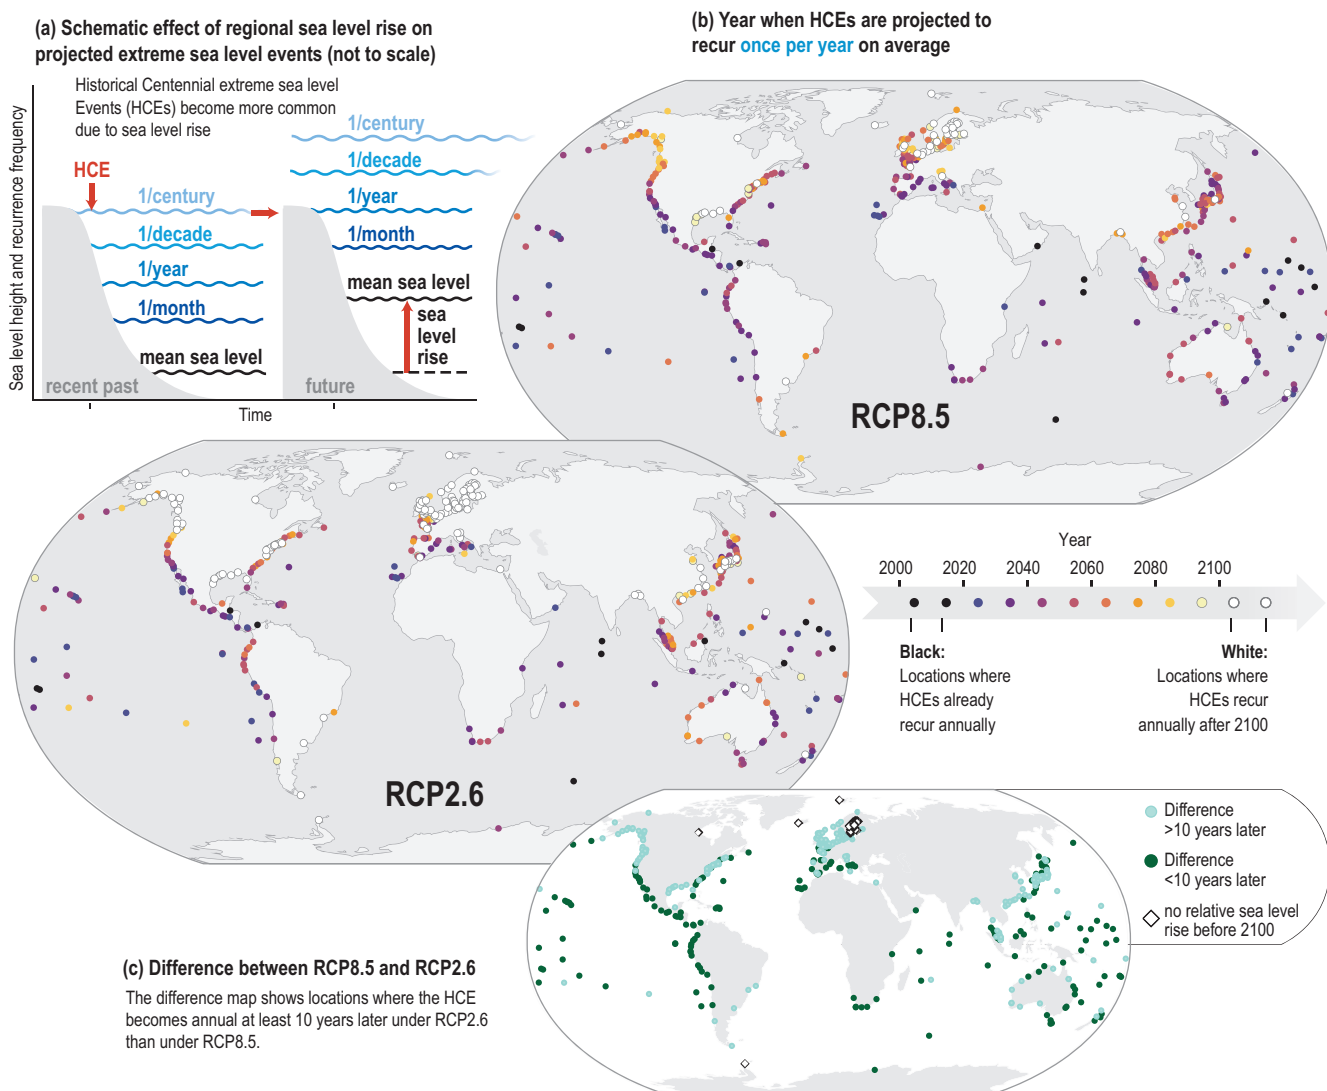 (a) Schematic effect of regional sea level rise on
projected extreme sea level events (not to scale)
Historical Centennial extreme sea level
Events (HCEs) become more common
due to sea level rise
Sea level height and recurrence frequency
HCE
1/century
1/decade
1/year
1/month
mean sea level
recent past
1/century
1/decade
1/year
1/month
mean sea level
sea
level
rise
future
Time
(b) Year when HCEs are projected to
recur once per year on average
RCP8.5
RCP2.6
Year
2000 2020 2040 2060 2080 2100
Black:
Locations where
HCEs already
recur annually
White:
Locations where
HCEs recur
annually after 2100
(c) Difference between RCP8.5 and RCP2.6
The difference map shows locations where the HCE
becomes annual at least 10 years later under RCP2.6
than under RCP8.5.
Difference
>10 years later
Difference
<10 years later
no relative sea level
rise before 2100